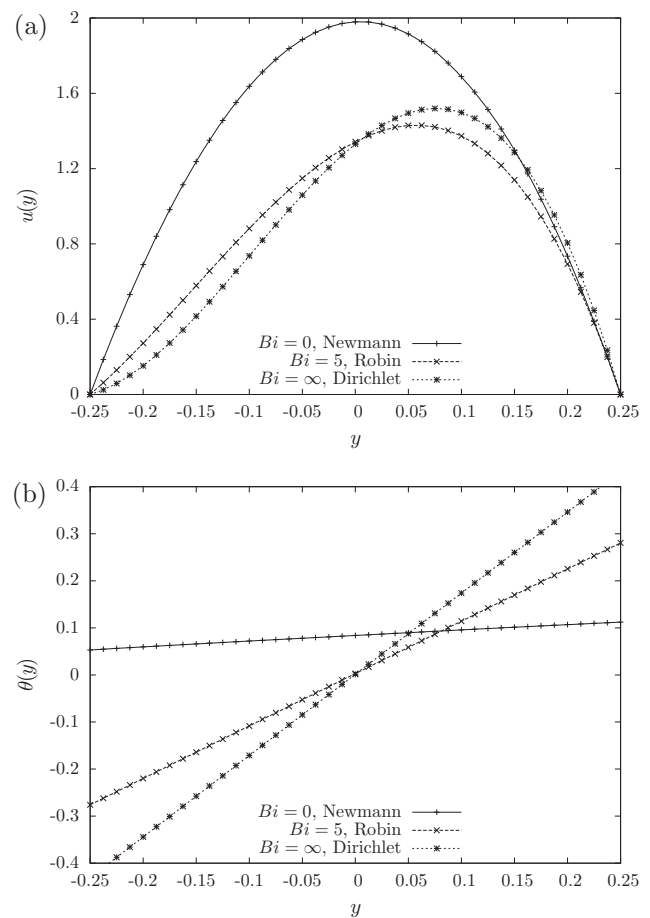 (a)
2
1.6
1.2
0.8
0.4
0
u(y)
Bi = 0, Newmann
Bi = 5, Robin
Bi = ∞, Dirichlet
-0.25 -0.2 -0.15 -0.1 -0.05 0 0.05 0.1 0.15 0.2 0.25
y
(b)
0.4
0.3
0.2
0.1
0
-0.1
-0.2
-0.3
-0.4
θ(y)
Bi = 0, Newmann
Bi = 5, Robin
Bi = ∞, Dirichlet
-0.25 -0.2 -0.15 -0.1 -0.05 0 0.05 0.1 0.15 0.2 0.25
y